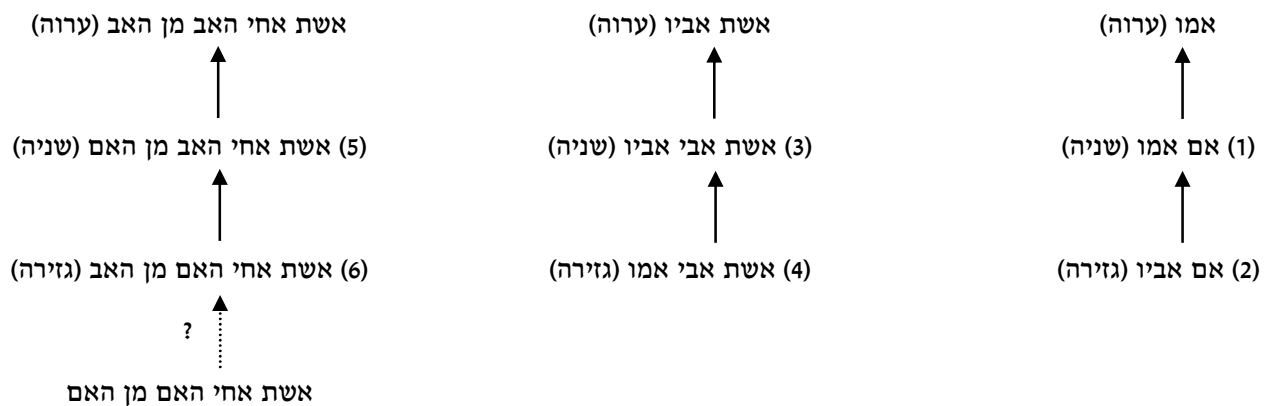 אמו (ערוה)
אשת אביו (ערוה)
אשת אחי האב מן האב (ערוה)
(1) אם אמו (שניה)
(3) אשת אבי אביו (שניה)
(5) אשת אחי האב מן האם (שניה)
(2) אם אביו (גזירה)
(4) אשת אבי אמו (גזירה)
(6) אשת אחי האם מן האב (גזירה)
?
אשת אחי האם מן האם